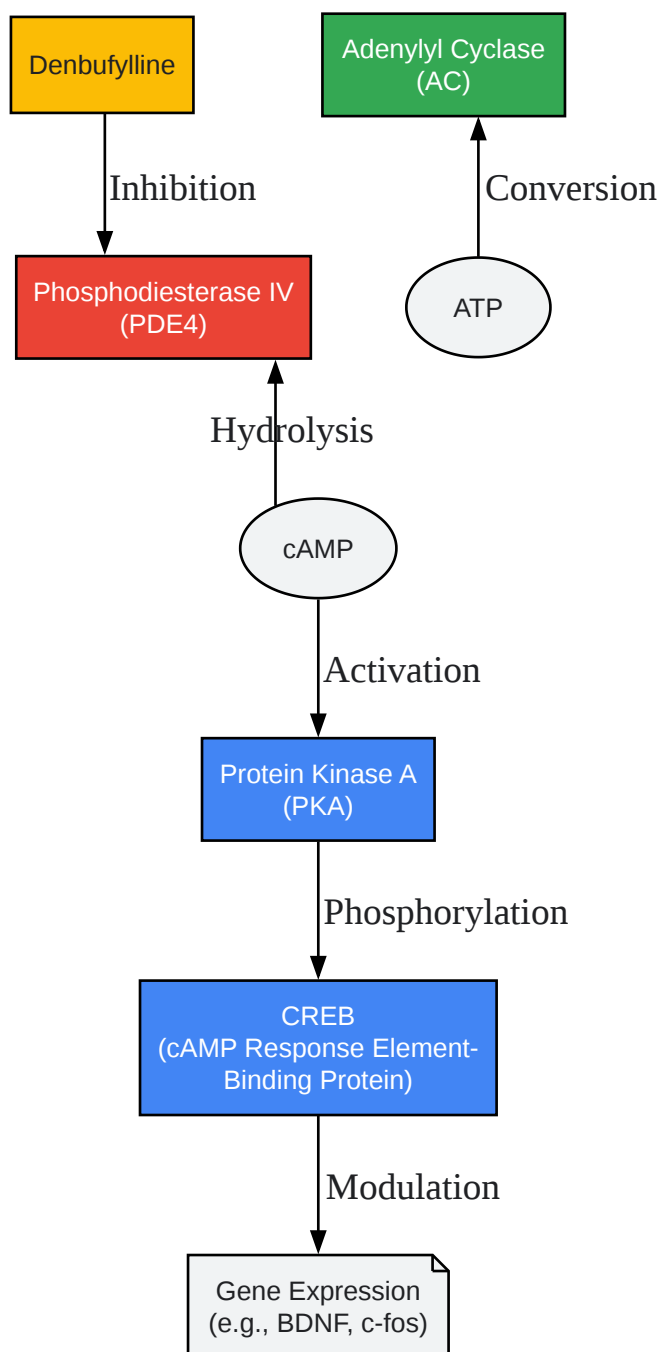 Denbufylline
Adenylyl Cyclase
(AC)
Inhibition
Conversion
Phosphodiesterase IV
(PDE4)
ATP
Hydrolysis
cAMP
Activation
Protein Kinase A
(PKA)
Phosphorylation
CREB
(cAMP Response Element-
Binding Protein)
Modulation
Gene Expression
(e.g., BDNF, c-fos)